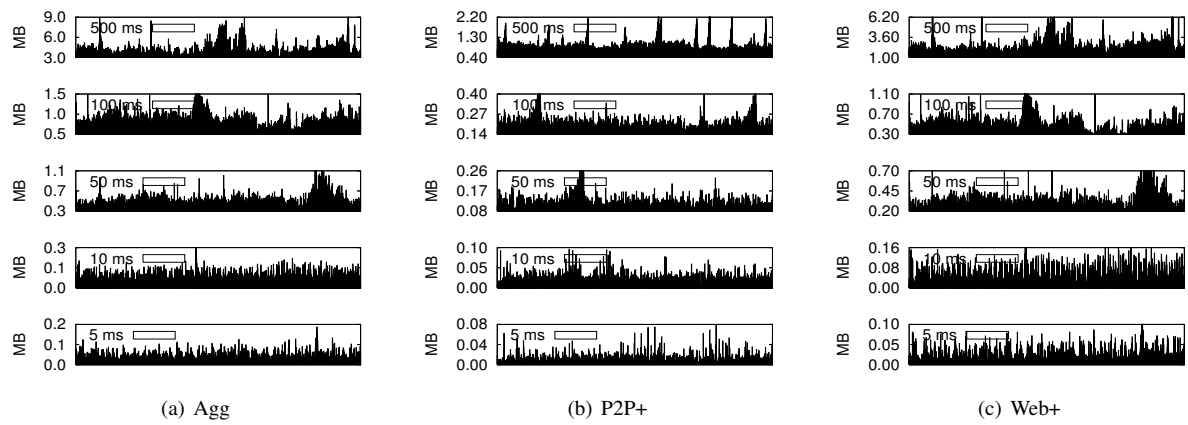 MB 9.0 6.0 3.0 500 ms
MB 2.20 1.30 0.40 500 ms
MB 6.20 3.60 1.00 500 ms
MB 1.5 1.0 0.5 100 ms
MB 0.40 0.27 0.14 100 ms
MB 1.10 0.70 0.30 100 ms
MB 1.1 0.7 0.3 50 ms
MB 0.26 0.17 0.08 50 ms
MB 0.70 0.45 0.20 50 ms
MB 0.3 0.1 0.0 10 ms
MB 0.10 0.05 0.00 10 ms
MB 0.16 0.08 0.00 10 ms
MB 0.2 0.1 0.0 5 ms
MB 0.08 0.04 0.00 5 ms
MB 0.10 0.05 0.00 5 ms
(a) Agg (b) P2P+ (c) Web+